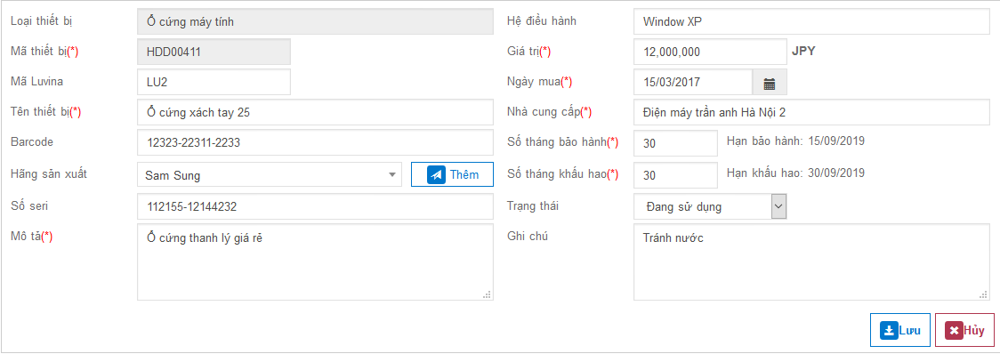 Loại thiết bị Ổ cứng máy tính Hệ điều hành Window XP
Mã thiết bị(*) HDD00411 Giá trị(*) 12,000,000 JPY
Mã Luvina LU2 Ngày mua(*) 15/03/2017
Tên thiết bị(*) Ổ cứng xách tay 25 Nhà cung cấp(*) Điện máy trần anh Hà Nội 2
Barcode 12323-22311-2233 Số tháng bảo hành(*) 30 Hạn bảo hành: 15/09/2019
Hãng sản xuất Sam Sung Thêm Số tháng khấu hao(*) 30 Hạn khấu hao: 30/09/2019
Số seri 112155-12144232 Trạng thái Đang sử dụng
Mô tả(*) Ổ cứng thanh lý giá rẻ Ghi chú Tránh nước
Lưu Hủy